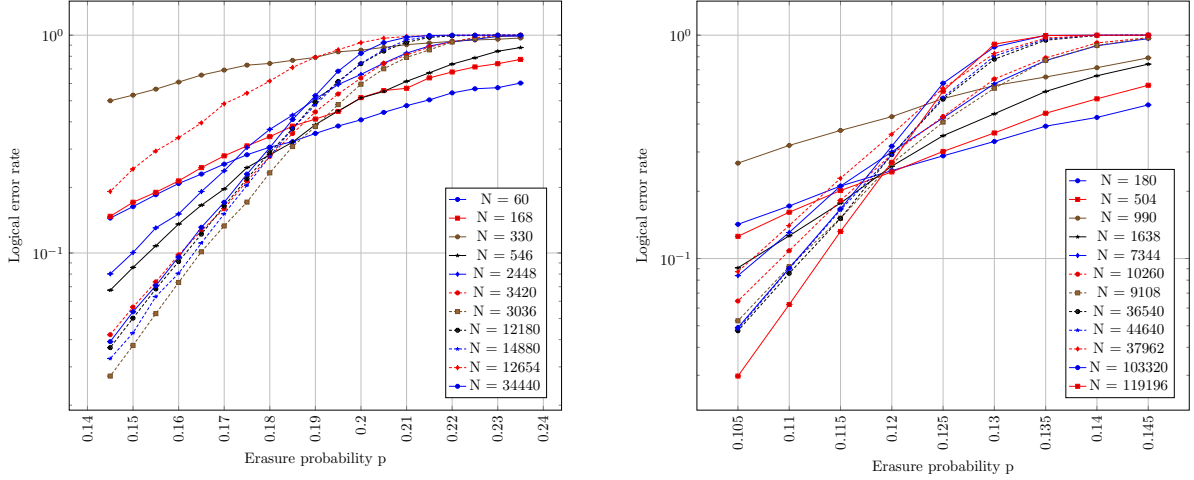 10^0
10^{-1}
Logical error rate
0.14
0.15
0.16
0.17
0.18
0.19
0.2
0.21
0.22
0.23
0.24
Erasure probability p
N = 60
N = 168
N = 330
N = 546
N = 2448
N = 3420
N = 3036
N = 12180
N = 14880
N = 12654
N = 34440
10^0
10^{-1}
Logical error rate
0.105
0.11
0.115
0.12
0.125
0.13
0.135
0.14
0.145
Erasure probability p
N = 180
N = 504
N = 990
N = 1638
N = 7344
N = 10260
N = 9108
N = 36540
N = 44640
N = 37962
N = 103320
N = 119196